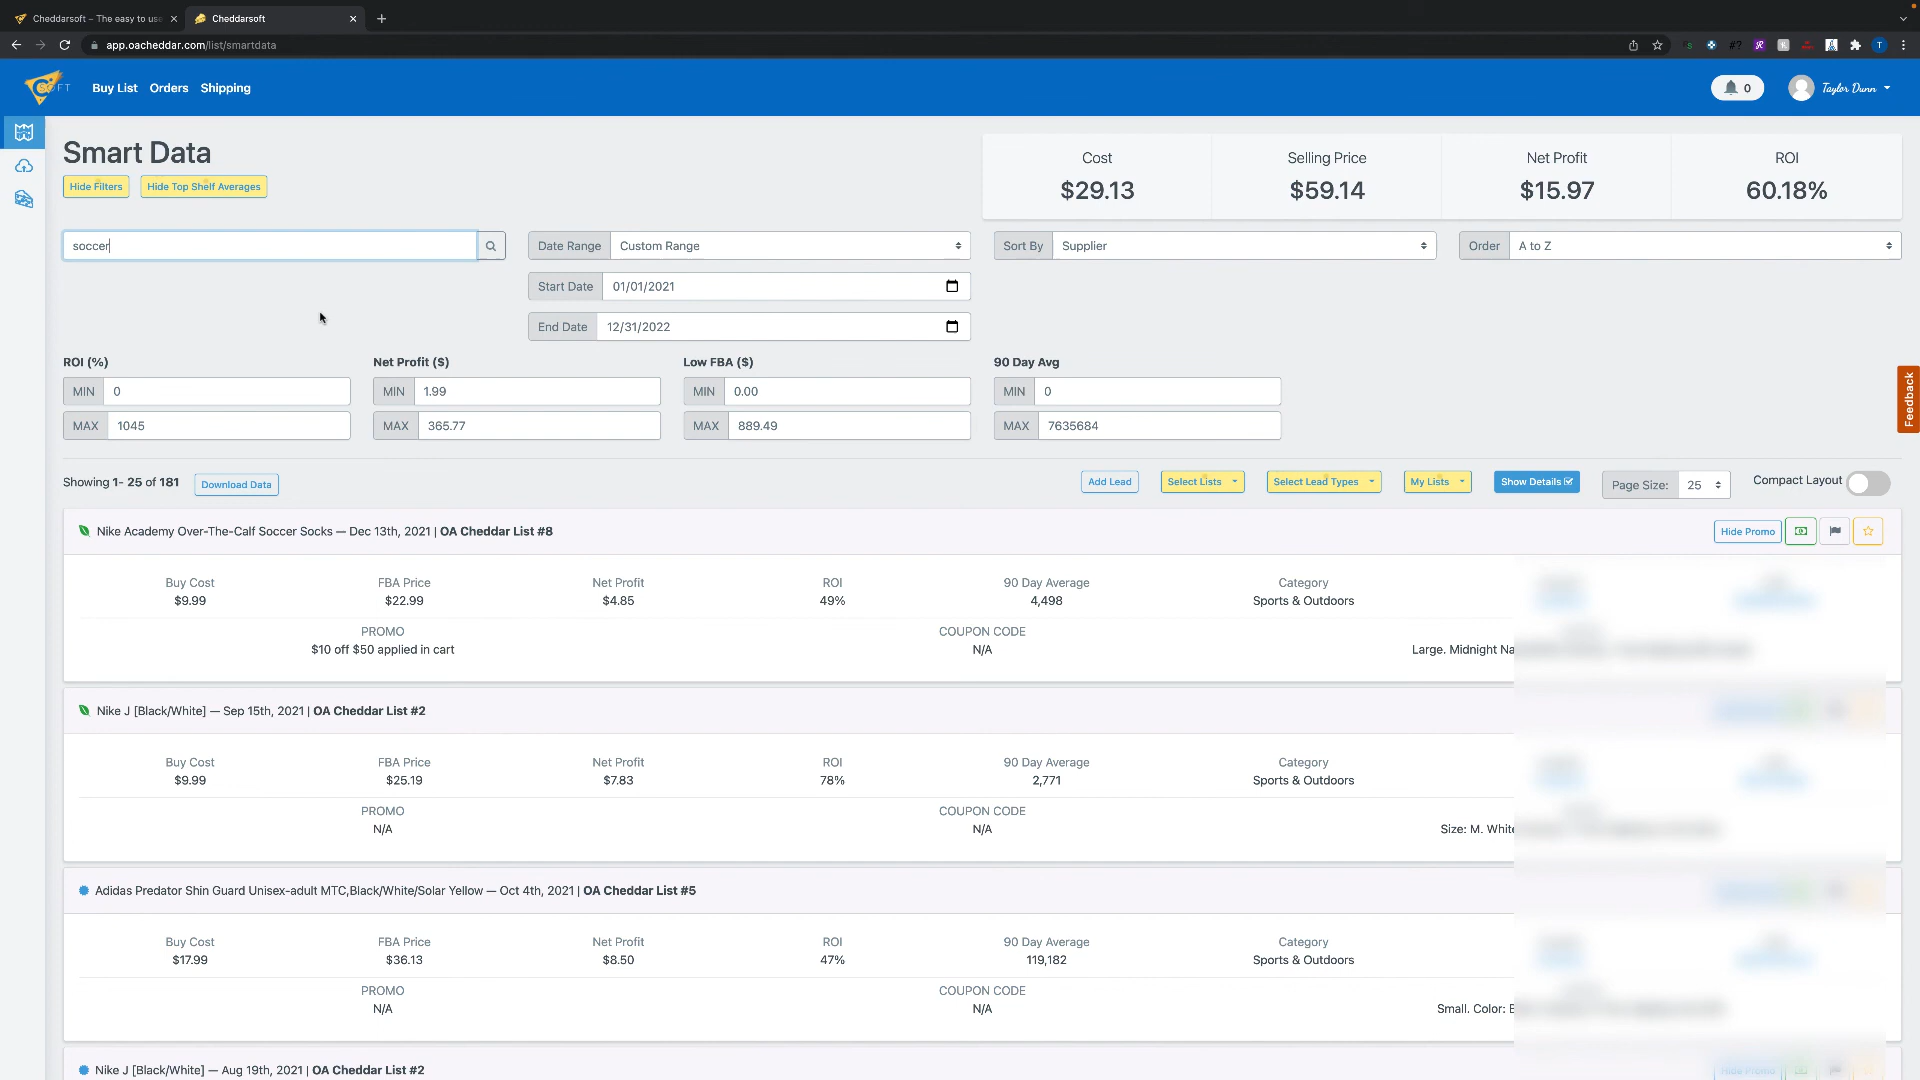 Cheddarsoft – The easy to use
Cheddarsoft
app.oacheddar.com/list/smartdata
SOFT
Buy List Orders Shipping
0
Taylor Dunn
Smart Data
Hide Filters
Hide Top Shelf Averages
Cost
$29.13
Selling Price
$59.14
Net Profit
$15.97
ROI
60.18%
soccer
Date Range Custom Range
Sort By Supplier
Order A to Z
Start Date 01/01/2021
End Date 12/31/2022
ROI (%)
MIN 0
MAX 1045
Net Profit ($)
MIN 1.99
MAX 365.77
Low FBA ($)
MIN 0.00
MAX 889.49
90 Day Avg
MIN 0
MAX 7635684
Feedback
Showing 1- 25 of 181
Download Data
Add Lead
Select Lists
Select Lead Types
My Lists
Show Details
Page Size: 25
Compact Layout
Nike Academy Over-The-Calf Soccer Socks — Dec 13th, 2021 | OA Cheddar List #8
Hide Promo
Buy Cost FBA Price Net Profit ROI 90 Day Average Category
$9.99 $22.99 $4.85 49% 4,498 Sports & Outdoors
PROMO COUPON CODE
$10 off $50 applied in cart N/A Large. Midnight Na
Nike J [Black/White] — Sep 15th, 2021 | OA Cheddar List #2
Buy Cost FBA Price Net Profit ROI 90 Day Average Category
$9.99 $25.19 $7.83 78% 2,771 Sports & Outdoors
PROMO COUPON CODE
N/A N/A Size: M. White
Adidas Predator Shin Guard Unisex-adult MTC,Black/White/Solar Yellow — Oct 4th, 2021 | OA Cheddar List #5
Buy Cost FBA Price Net Profit ROI 90 Day Average Category
$17.99 $36.13 $8.50 47% 119,182 Sports & Outdoors
PROMO COUPON CODE
N/A N/A Small. Color:
Nike J [Black/White] — Aug 19th, 2021 | OA Cheddar List #2
Hide Promo